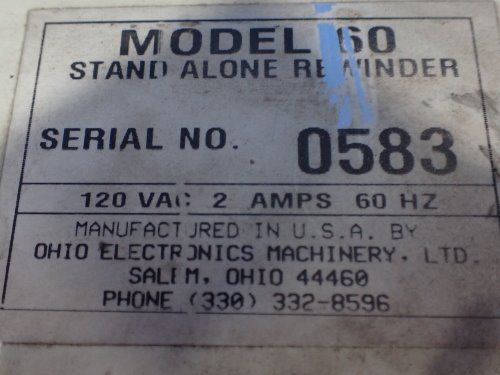 MODEL 60
STAND ALONE REWINDER
SERIAL NO. 0583
120 VAC 2 AMPS 60 HZ
MANUFACTURED IN U.S.A. BY
OHIO ELECTRONICS MACHINERY, LTD.
SALEM, OHIO 44460
PHONE (330) 332-8596